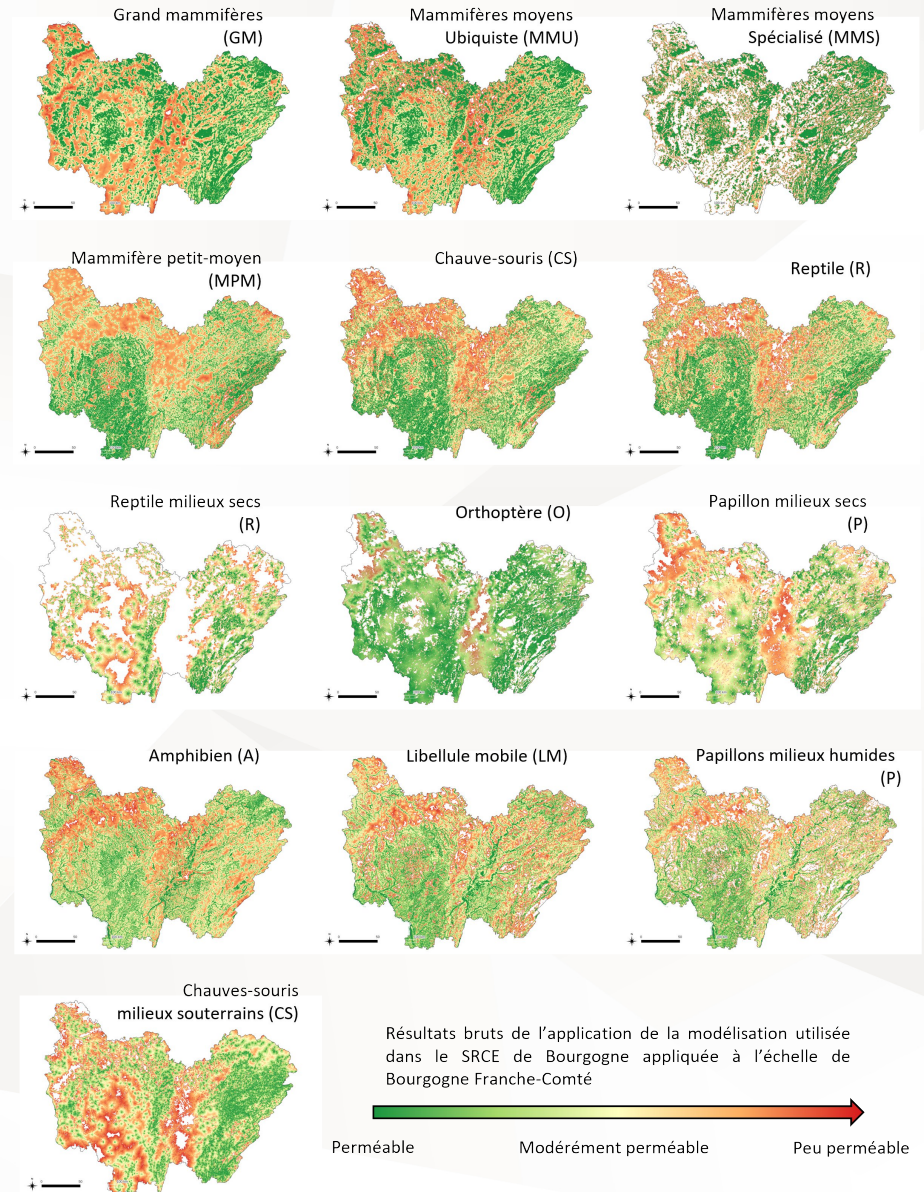 Grand mammifères
(GM)
Mammifères moyens
Ubiquiste (MMU)
Mammifères moyens
Spécialisé (MMS)
Mammifère petit-moyen
(MPM)
Chauve-souris (CS)
Reptile (R)
Reptile milieux secs
(R)
Orthoptère (O)
Papillon milieux secs
(P)
Amphibien (A)
Libellule mobile (LM)
Papillons milieux humides
(P)
Chauves-souris
milieux souterrains (CS)
Résultats bruts de l'application de la modélisation utilisée
dans le SRCE de Bourgogne appliquée à l'échelle de
Bourgogne Franche-Comté
Perméable
Modérément perméable
Peu perméable